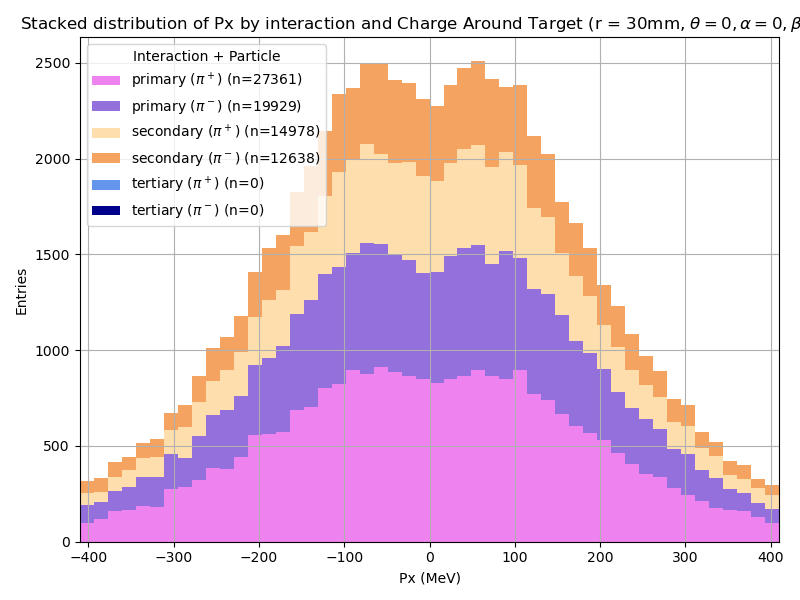 Stacked distribution of Px by interaction and Charge Around Target (r = 30mm, θ = 0, α = 0, β
Interaction + Particle
primary (π⁺) (n=27361)
primary (π⁻) (n=19929)
secondary (π⁺) (n=14978)
secondary (π⁻) (n=12638)
tertiary (π⁺) (n=0)
tertiary (π⁻) (n=0)
Entries
2500
2000
1500
1000
500
0
−400 −300 −200 −100 0 100 200 300 400
Px (MeV)